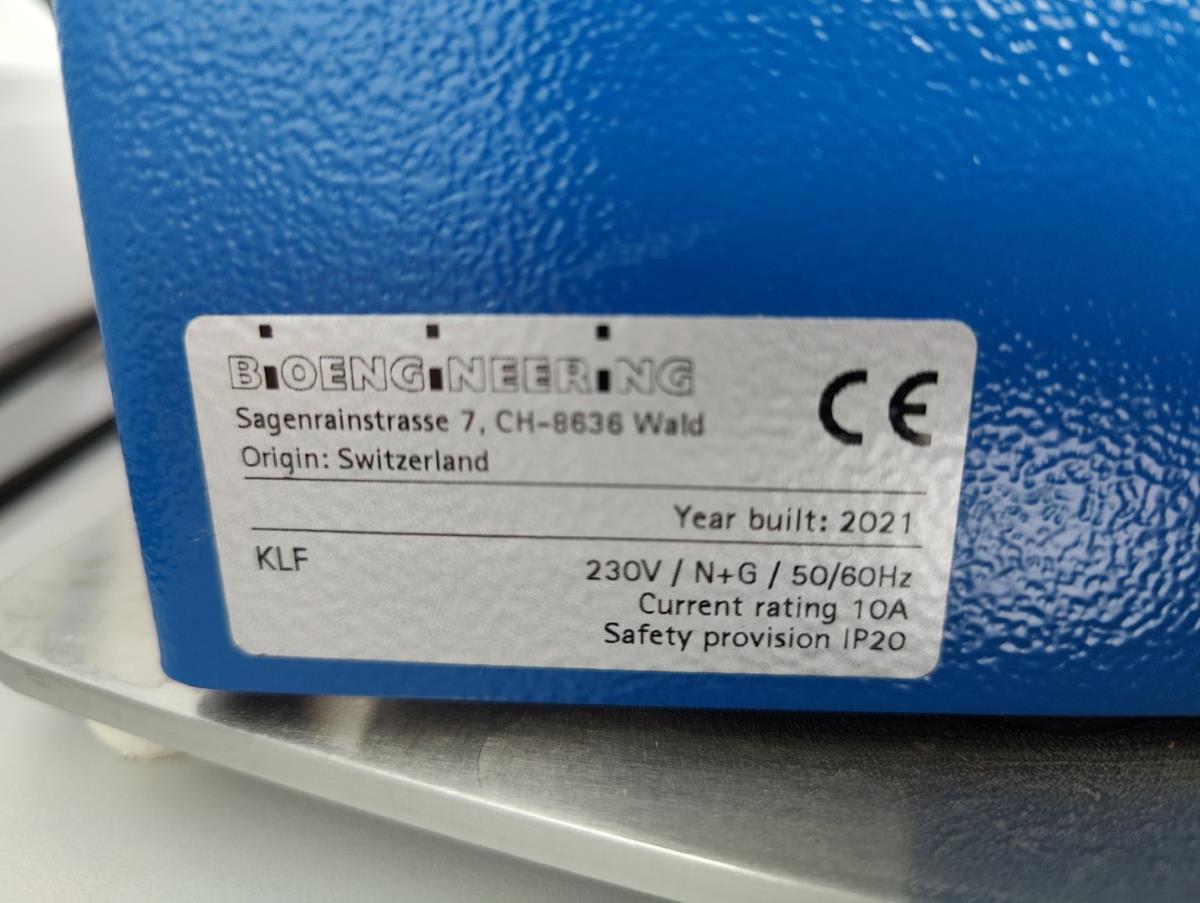 BiOENGiNEERiNG
CE
Sagenrainstrasse 7, CH-8636 Wald
Origin: Switzerland
Year built: 2021
KLF
230V / N+G / 50/60Hz
Current rating 10A
Safety provision IP20